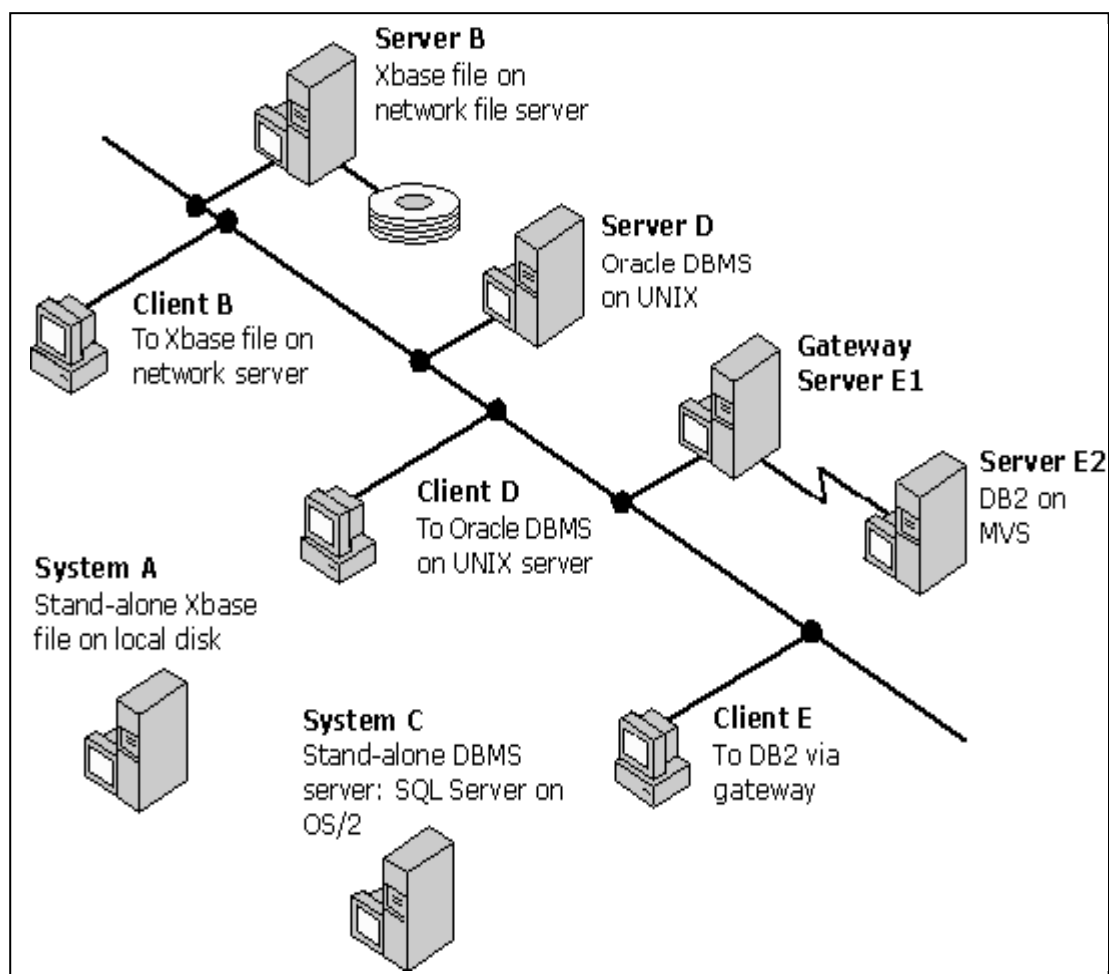 Server B
Xbase file on
network file server
Server D
Oracle DBMS
on UNIX
Client B
To Xbase file on
network server
Gateway
Server E1
Server E2
DB2 on
MVS
Client D
To Oracle DBMS
on UNIX server
System A
Stand-alone Xbase
file on local disk
System C
Stand-alone DBMS
server: SQL Server on
OS/2
Client E
To DB2 via
gateway